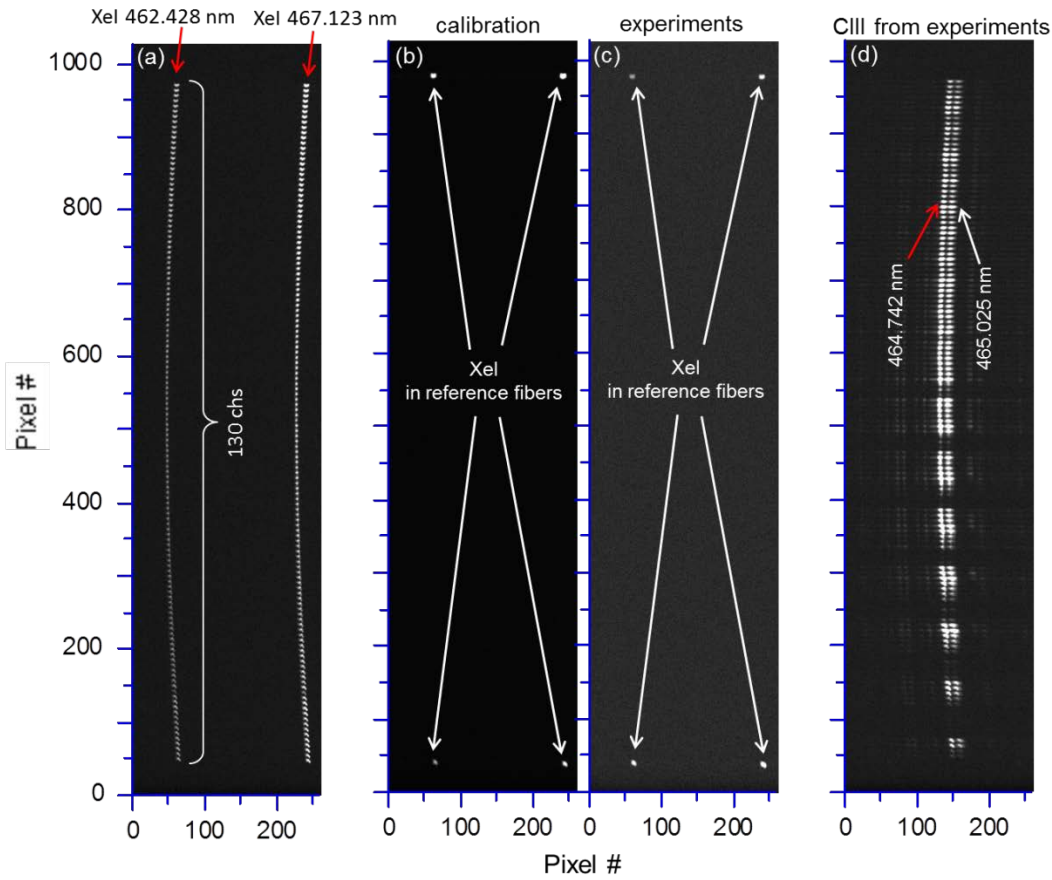 XeI 462.428 nm
XeI 467.123 nm
calibration
experiments
CIII from experiments
(a)
(b)
(c)
(d)
1000
800
600
400
200
0
Pixel #
130 chs
XeI
in reference fibers
XeI
in reference fibers
464.742 nm
465.025 nm
0
100
200
0
100
200
0
100
200
0
100
200
Pixel #